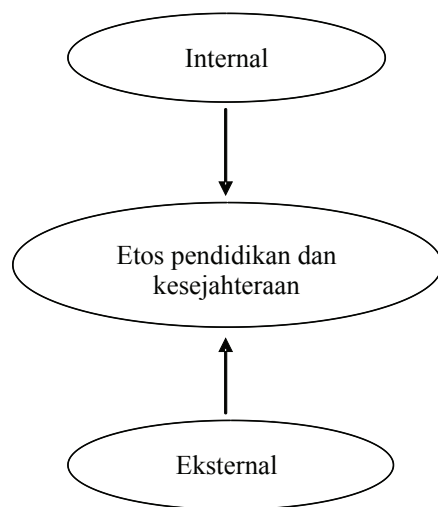 Internal
Etos pendidikan dan
kesejahteraan
Eksternal